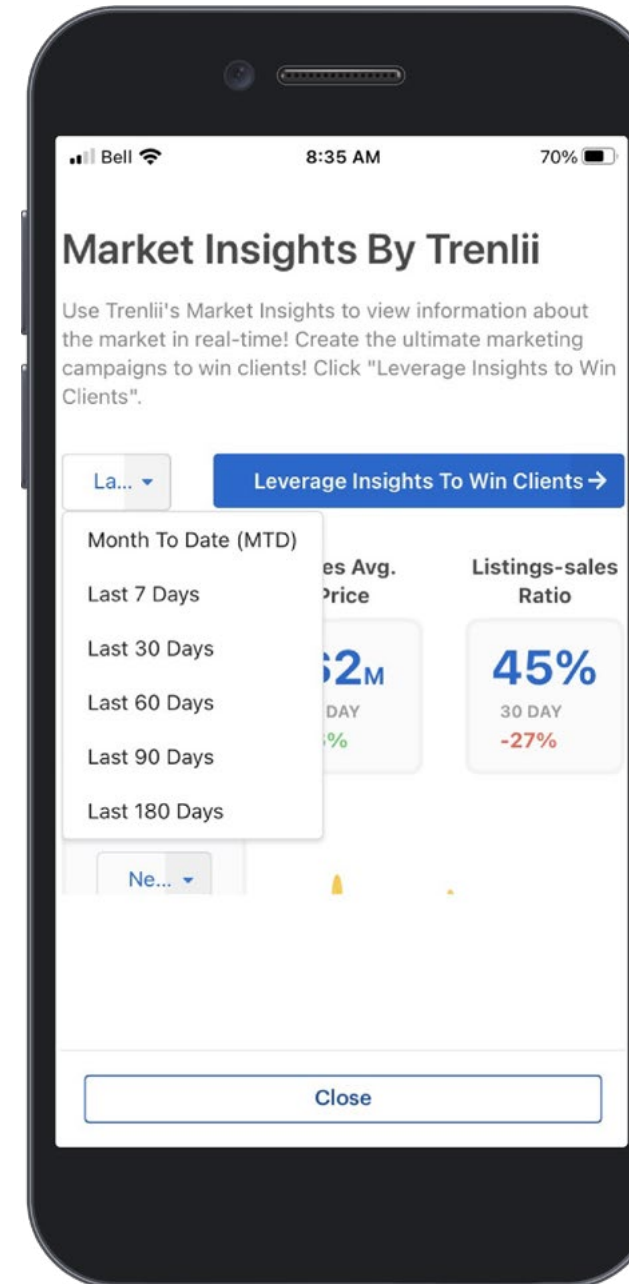 Bell
8:35 AM
70%
Market Insights By Trenlii
Use Trenlii's Market Insights to view information about
the market in real-time! Create the ultimate marketing
campaigns to win clients! Click "Leverage Insights to Win
Clients".
La...
Leverage Insights To Win Clients →
Month To Date (MTD)
Last 7 Days
Last 30 Days
Last 60 Days
Last 90 Days
Last 180 Days
Avg.
Listings-sales
Ratio
45%
30 DAY
-27%
DAY
Ne...
Close